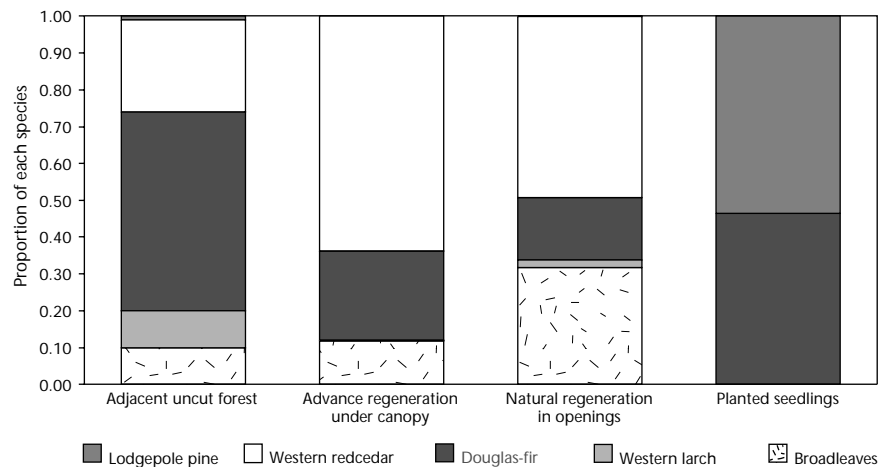 Proportion of each species
1.00
0.90
0.80
0.70
0.60
0.50
0.40
0.30
0.20
0.10
0.00
Adjacent uncut forest
Advance regeneration
under canopy
Natural regeneration
in openings
Planted seedlings
Lodgepole pine
Western redcedar
Douglas-fir
Western larch
Broadleaves